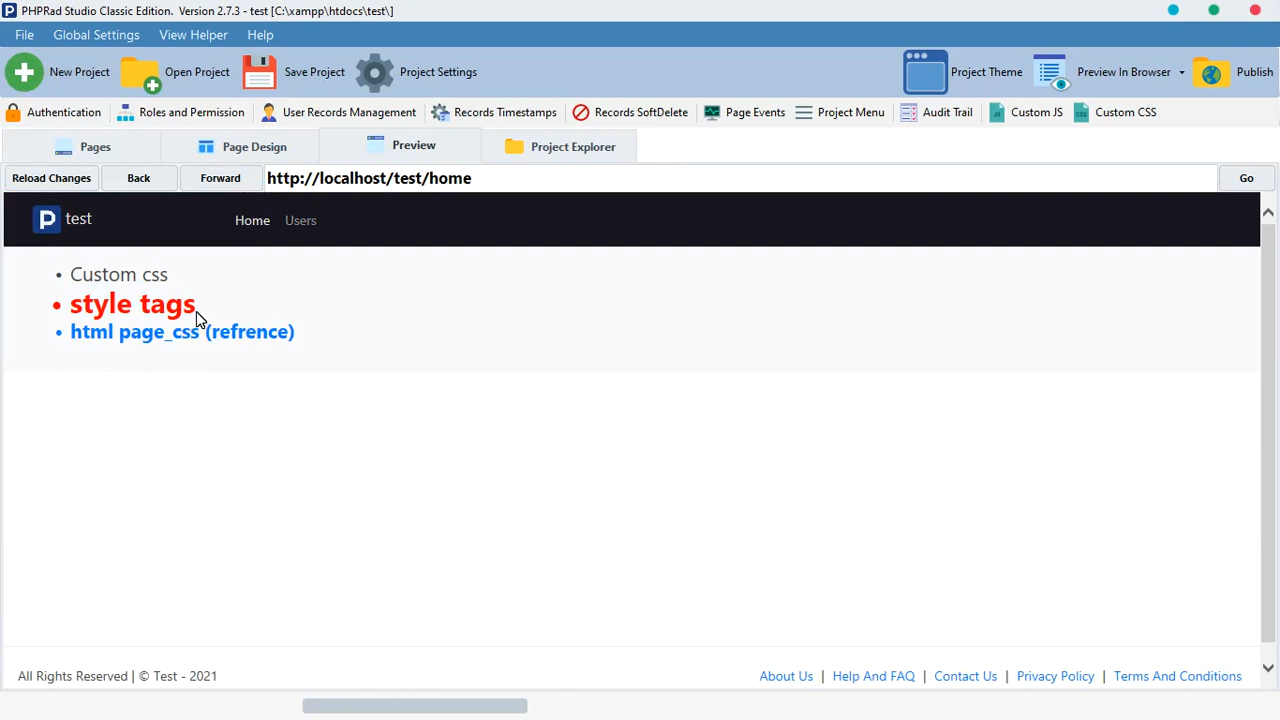 PHPRad Studio Classic Edition. Version 2.7.3 - test [C:\xampp\htdocs\test\]
File Global Settings View Helper Help
New Project Open Project Save Project Project Settings Project Theme Preview In Browser Publish
Authentication Roles and Permission User Records Management Records Timestamps Records SoftDelete Page Events Project Menu Audit Trail Custom JS Custom CSS
Pages Page Design Preview Project Explorer
Reload Changes Back Forward http://localhost/test/home Go
P test Home Users
• Custom css
• style tags
• html page_css (refrence)
All Rights Reserved | © Test - 2021 About Us | Help And FAQ | Contact Us | Privacy Policy | Terms And Conditions